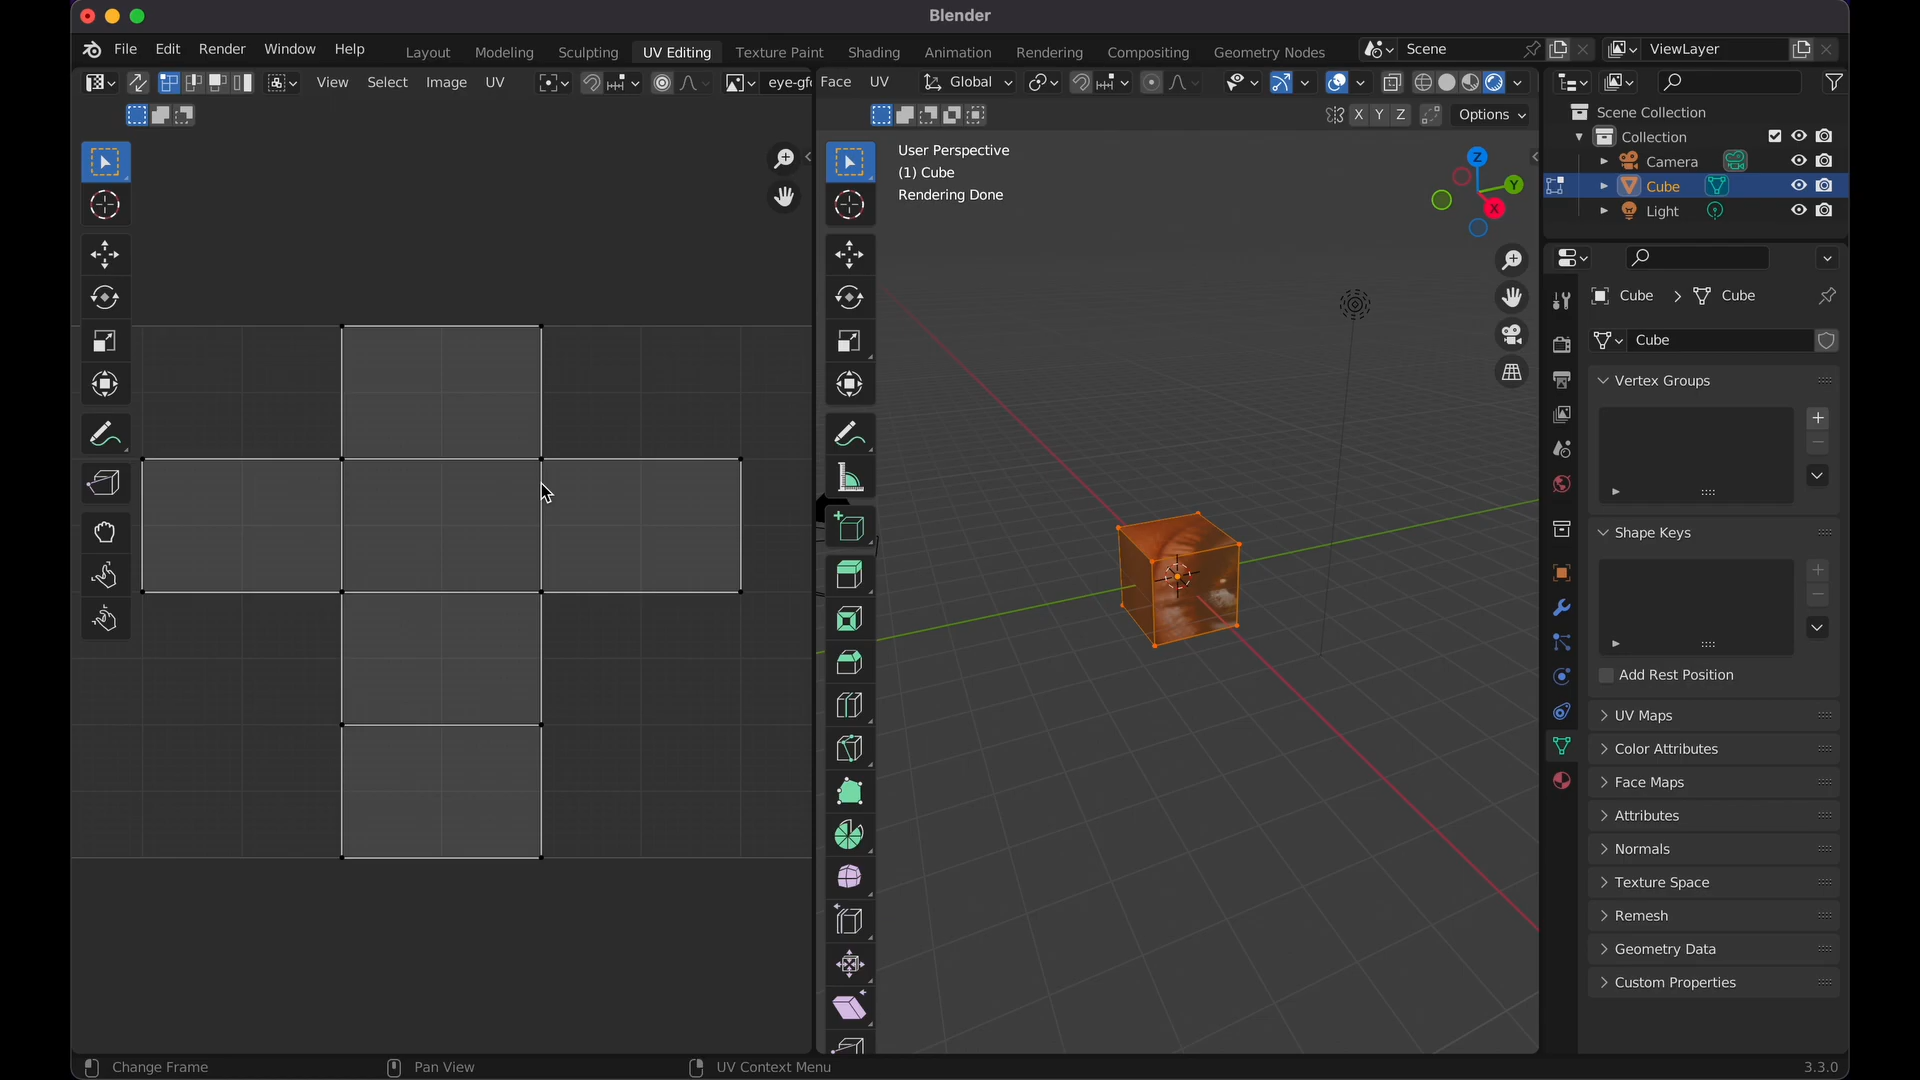 Blender
File Edit Render Window Help Layout Modeling Sculpting UV Editing Texture Paint Shading Animation Rendering Compositing Geometry Nodes Scene ViewLayer
View Select Image UV eye-gfo Face UV Global
X Y Z Options
User Perspective
(1) Cube
Rendering Done
Z
Y
X
Scene Collection
Collection
Camera
Cube
Light
Cube > Cube
Cube
Vertex Groups
Shape Keys
Add Rest Position
UV Maps
Color Attributes
Face Maps
Attributes
Normals
Texture Space
Remesh
Geometry Data
Custom Properties
Change Frame Pan View UV Context Menu 3.3.0